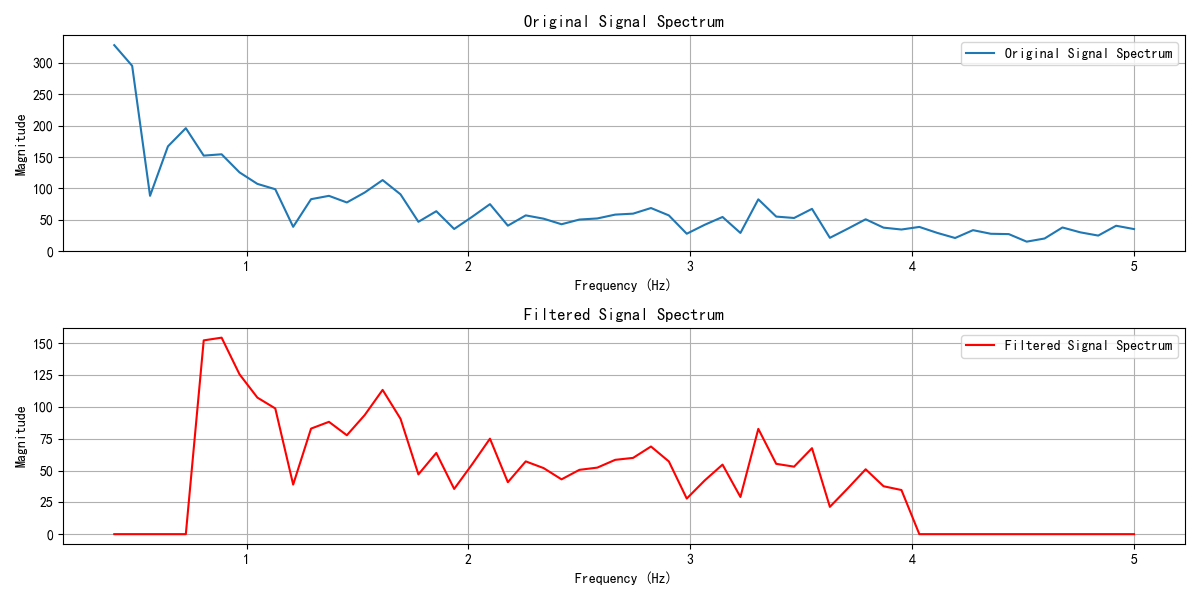 Original Signal Spectrum
Original Signal Spectrum
Magnitude
300
250
200
150
100
50
0
1 2 3 4 5
Frequency (Hz)
Filtered Signal Spectrum
Filtered Signal Spectrum
Magnitude
150
125
100
75
50
25
0
1 2 3 4 5
Frequency (Hz)